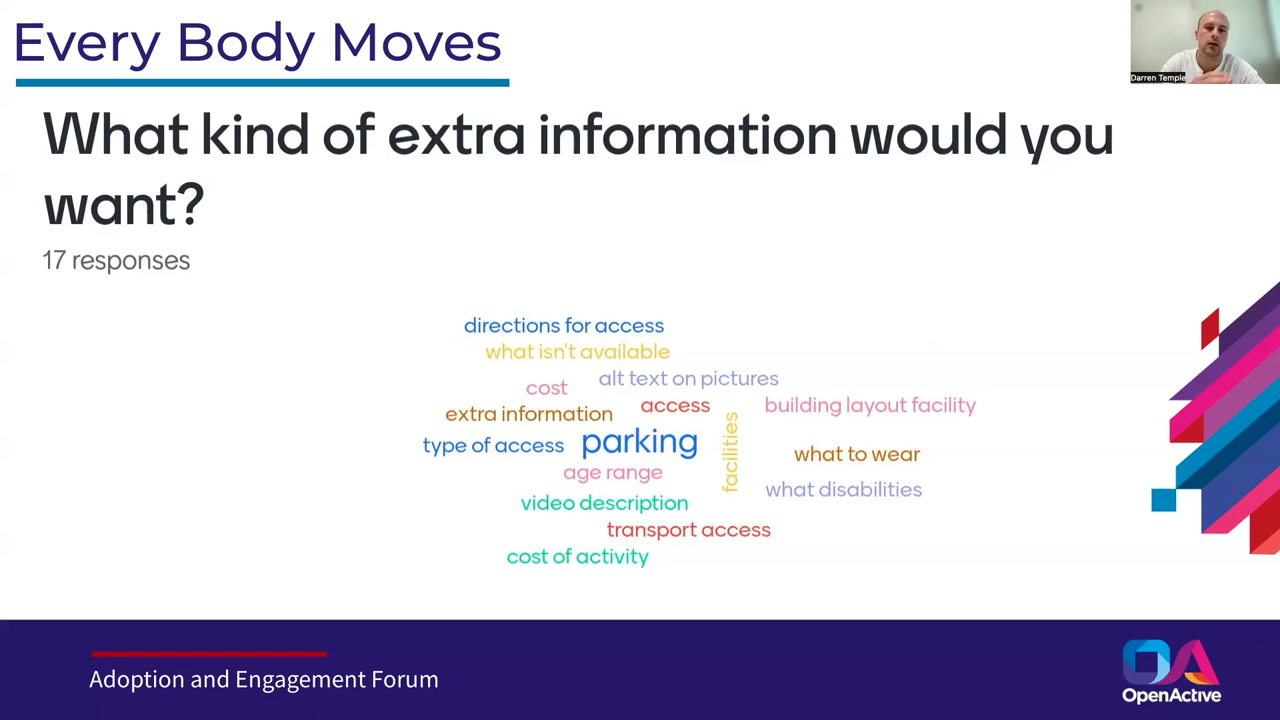 Every Body Moves
Darren Temple
What kind of extra information would you
want?
17 responses
directions for access
what isn't available
alt text on pictures
cost
access
building layout facility
extra information
facilities
type of access
parking
what to wear
age range
what disabilities
video description
transport access
cost of activity
Adoption and Engagement Forum
OA
OpenActive